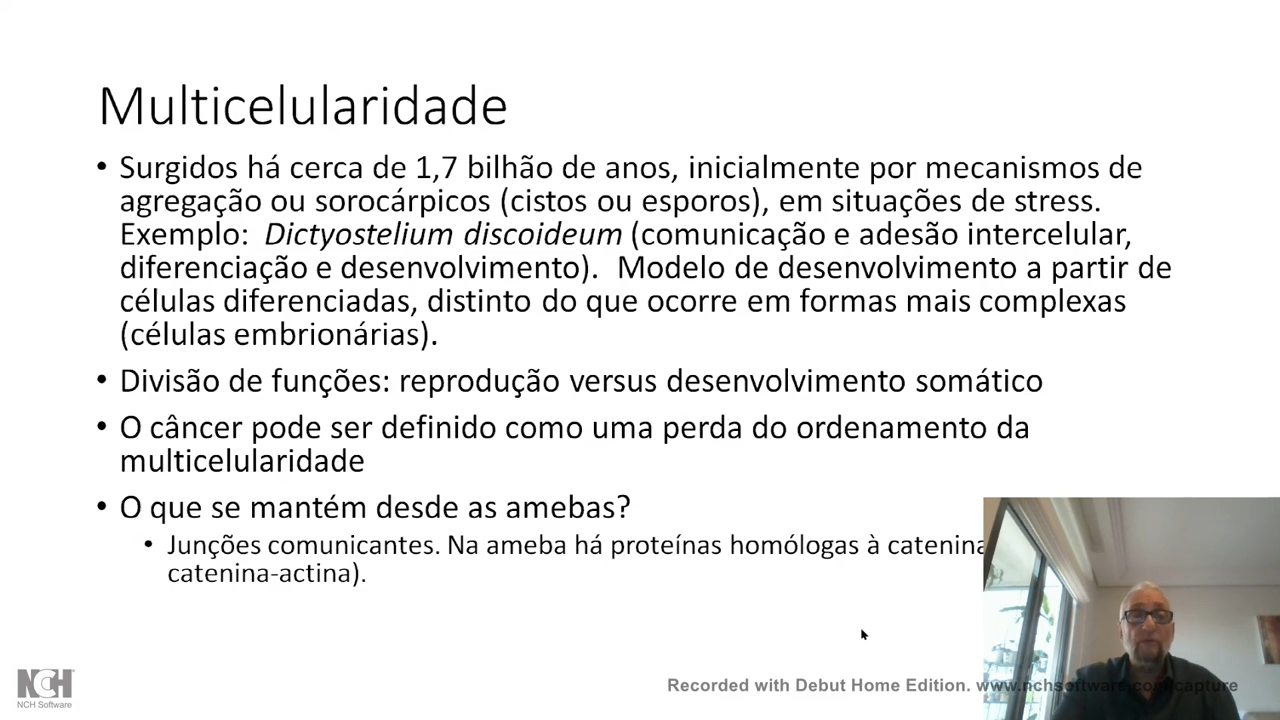 Multicelularidade
• Surgidos há cerca de 1,7 bilhão de anos, inicialmente por mecanismos de
agregação ou sorocárpicos (cistos ou esporos), em situações de stress.
Exemplo: Dictyostelium discoideum (comunicação e adesão intercelular,
diferenciação e desenvolvimento). Modelo de desenvolvimento a partir de
células diferenciadas, distinto do que ocorre em formas mais complexas
(células embrionárias).
• Divisão de funções: reprodução versus desenvolvimento somático
• O câncer pode ser definido como uma perda do ordenamento da
multicelularidade
• O que se mantém desde as amebas?
• Junções comunicantes. Na ameba há proteínas homólogas à catenina
catenina-actina).
NCH
NCH Software
Recorded with Debut Home Edition. www.nchsoftware.com/capture